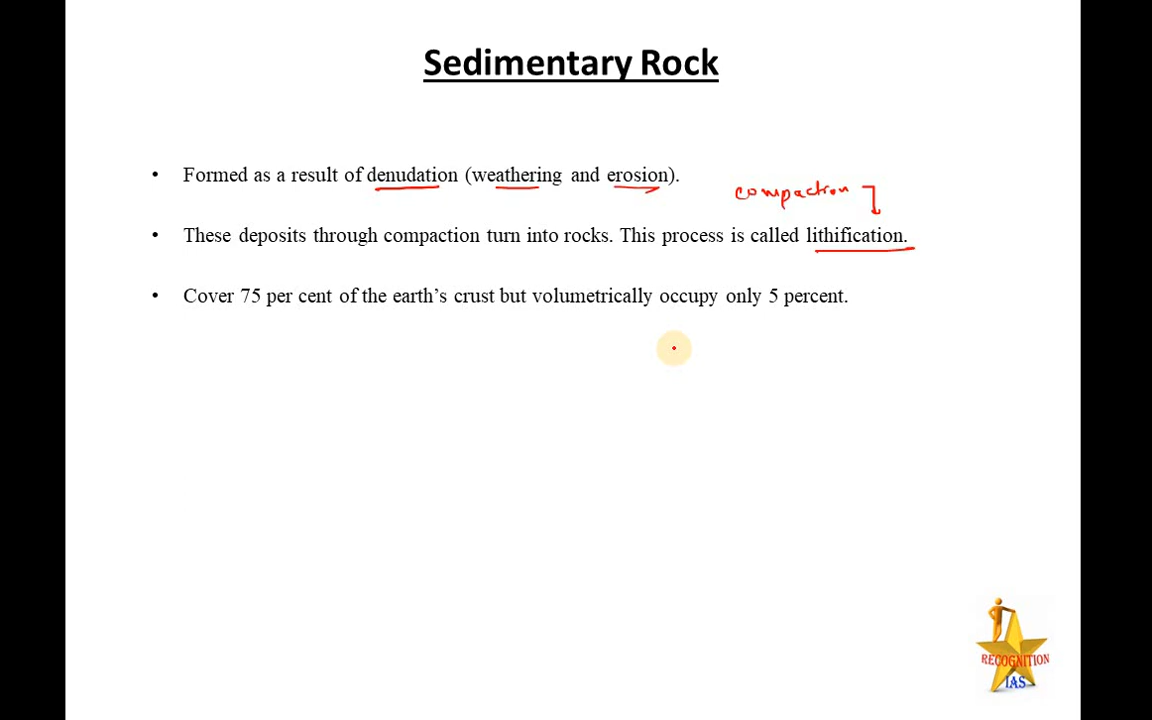 Sedimentary Rock
• Formed as a result of denudation (weathering and erosion).
compaction
• These deposits through compaction turn into rocks. This process is called lithification.
• Cover 75 per cent of the earth’s crust but volumetrically occupy only 5 percent.
RECOGNITION
IAS